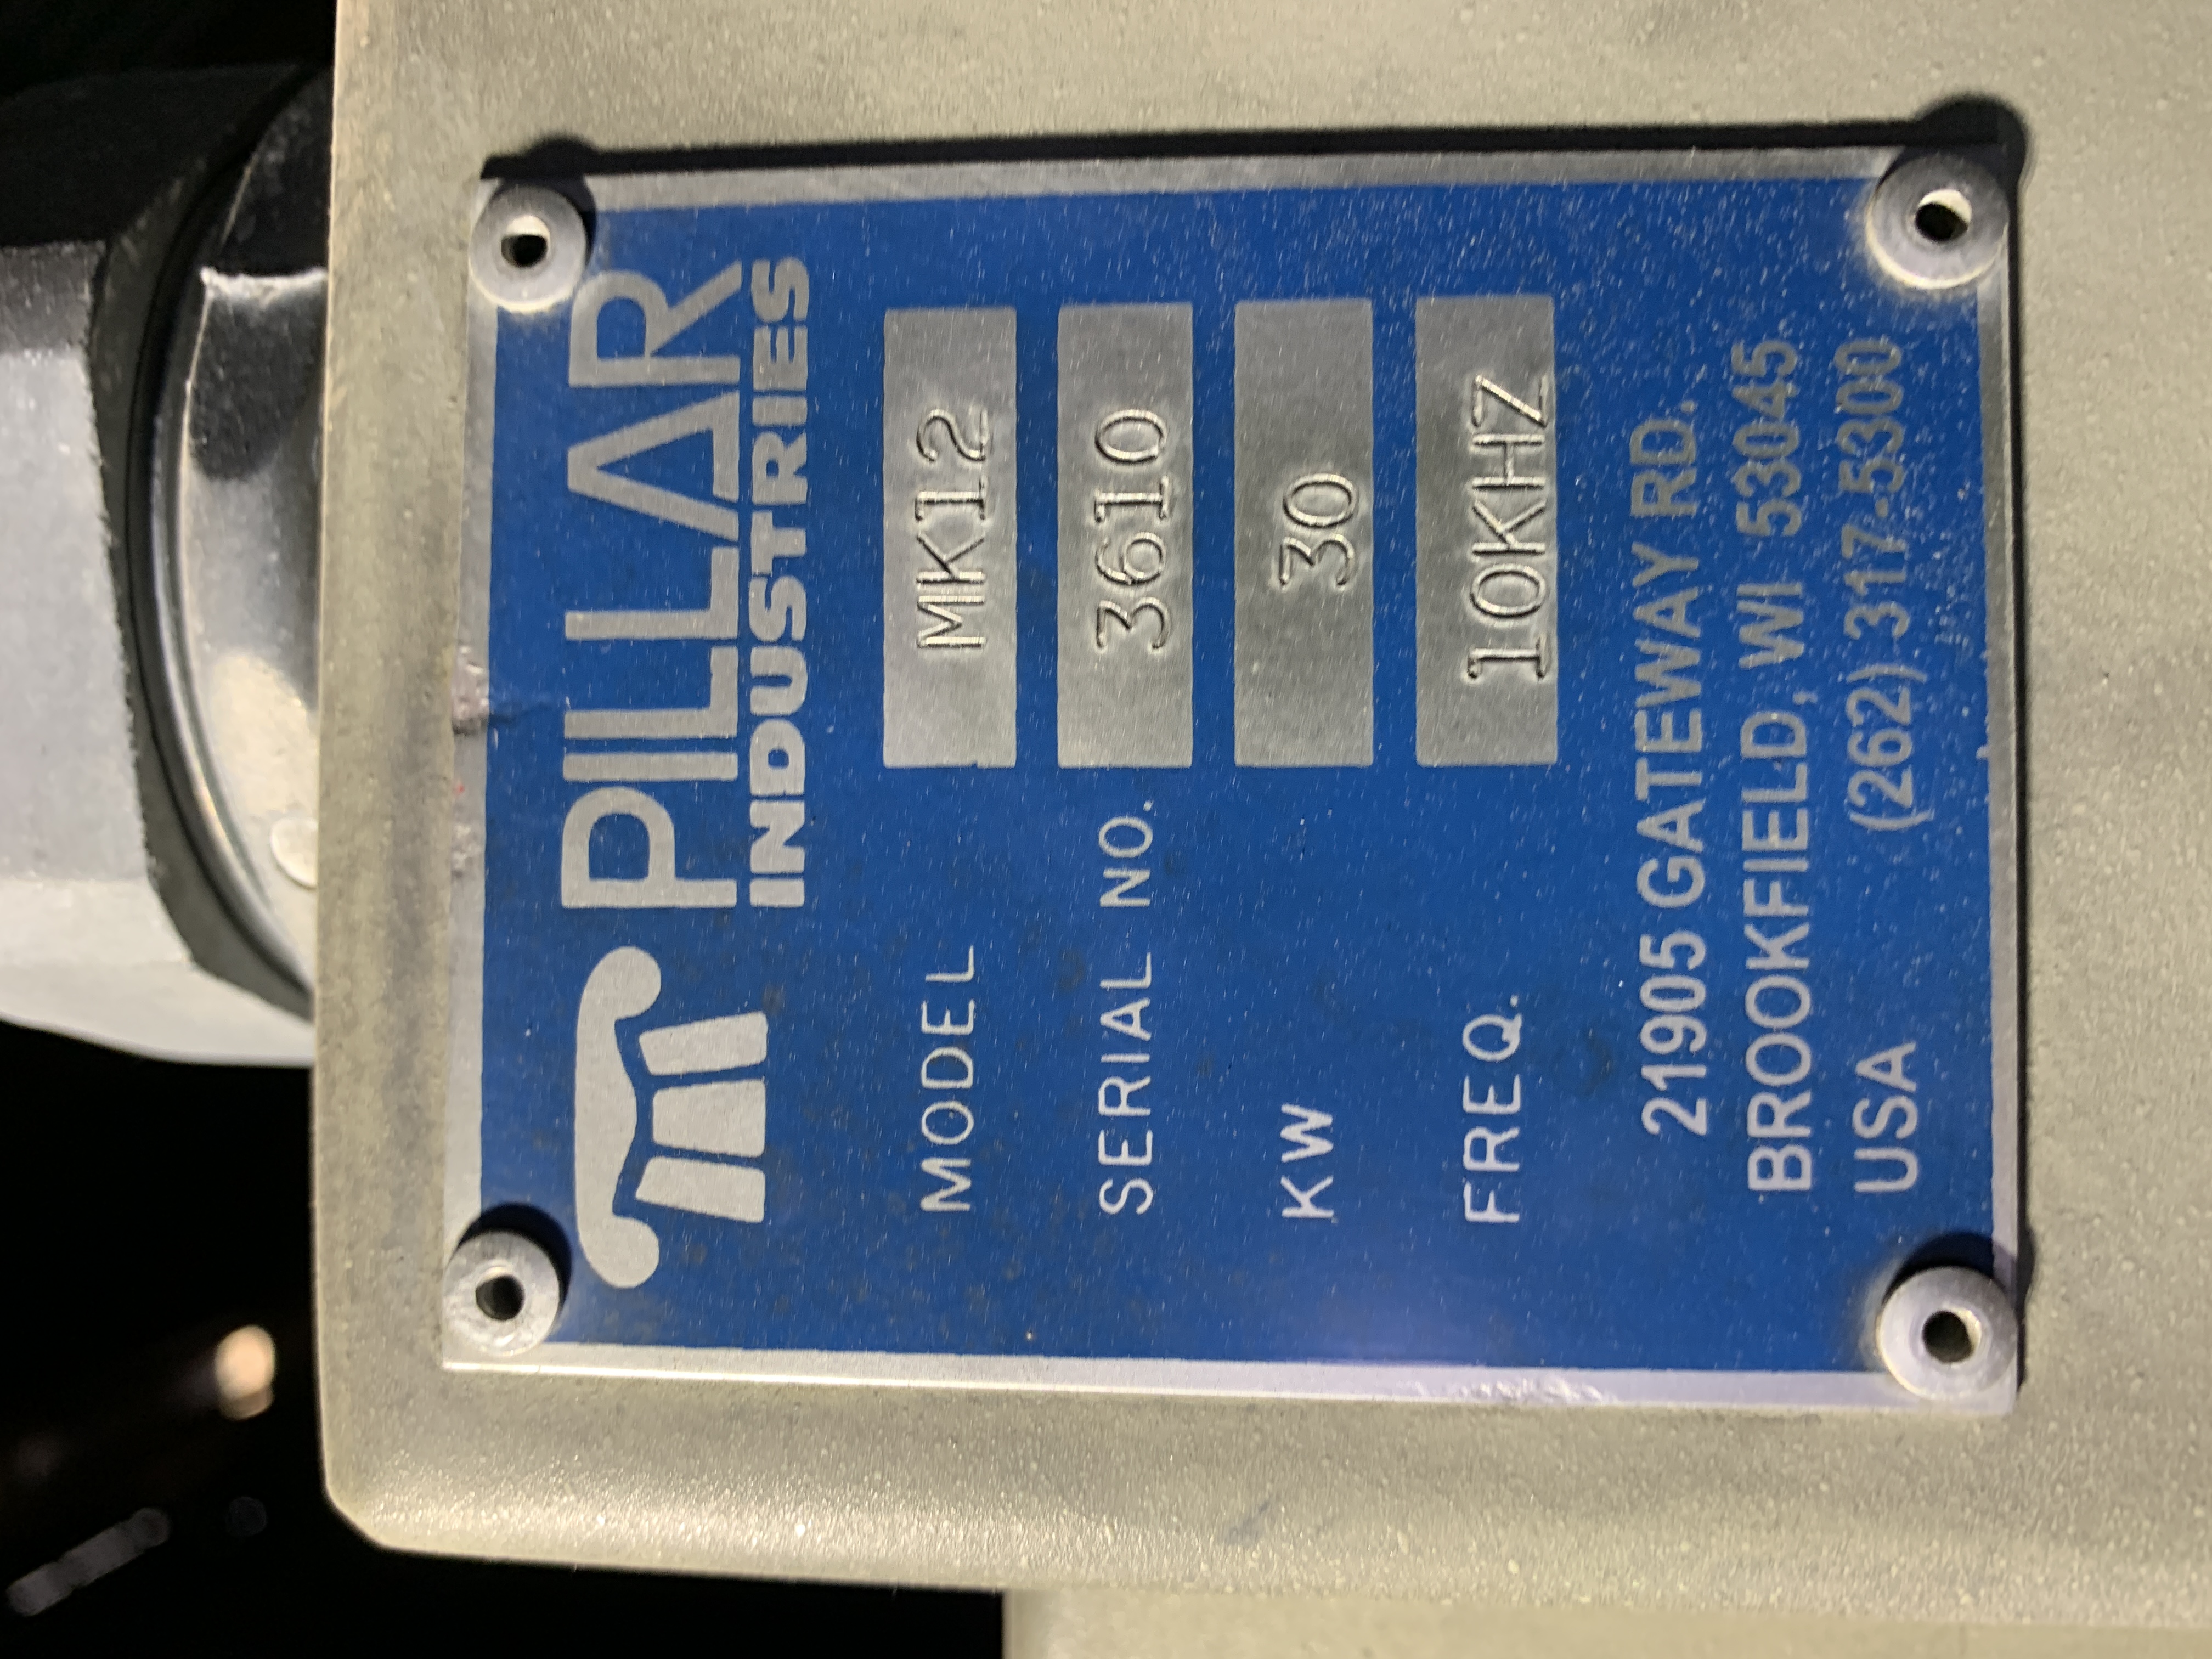 PILLAR
INDUSTRIES
MODEL MK12
SERIAL NO. 3610
KW 30
FREQ. 10KHZ
21905 GATEWAY RD.
BROOKFIELD, WI 53045
USA (262) 317-5300